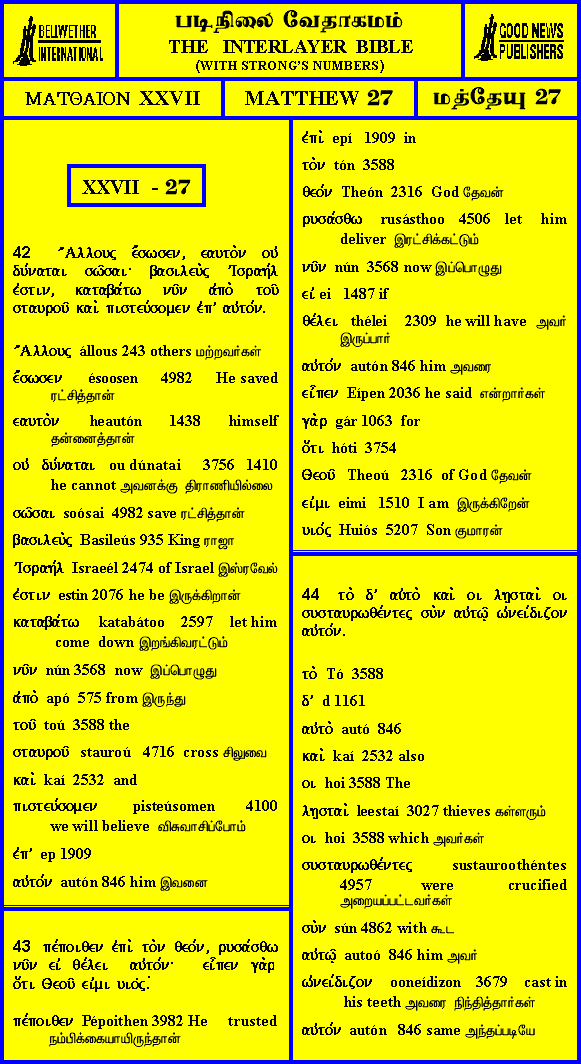 BELLWETHER
INTERNATIONAL
படிநிலை வேதாகமம்
THE INTERLAYER BIBLE
(WITH STRONG'S NUMBERS)
GOOD NEWS
PUBLISHERS
ΜΑΤΘΑΙΟΝ XXVII
MATTHEW 27
மத்தேயு 27
XXVII - 27
42 Ἄλλους ἔσωσεν, εαυτὸν οὐ
δύναται σῶσαι· βασιλεὺς Ἰσραήλ
ἐστιν, καταβάτω νῦν ἀπὸ τοῦ
σταυροῦ καὶ πιστεύσομεν ἐπ' αὐτόν.
Ἄλλους állous 243 others மற்றவர்கள்
ἔσωσεν ésoosen 4982 He saved
ரட்சித்தான்
εαυτὸν heautón 1438 himself
தன்னைத்தான்
οὐ δύναται ou dúnatai 3756 1410
he cannot அவனக்கு திராணியில்லை
σῶσαι soósai 4982 save ரட்சித்தான்
βασιλεὺς Basileús 935 King ராஜா
Ἰσραήλ Israeél 2474 of Israel இஸ்ரவேல்
ἐστιν estin 2076 he be இருக்கிறான்
καταβάτω katabátoo 2597 let him
come down இறங்கிவரட்டும்
νῦν nún 3568 now இப்பொழுது
ἀπὸ apó 575 from இருந்து
τοῦ toú 3588 the
σταυροῦ stauroú 4716 cross சிலுவை
καὶ kaí 2532 and
πιστεύσομεν pisteúsomen 4100
we will believe விசுவாசிப்போம்
ἐπ' ep 1909
αὐτόν autón 846 him இவனை
43 πέποιθεν ἐπὶ τὸν θεόν, ρυσάσθω
νῦν εἰ θέλει αὐτόν· εἶπεν γὰρ
ὅτι Θεοῦ εἰμι υιός.
πέποιθεν Pépoithen 3982 He trusted
நம்பிக்கையாயிருந்தான்
ἐπὶ epí 1909 in
τὸν tón 3588
θεόν Theón 2316 God தேவன்
ρυσάσθω rusásthoo 4506 let him
deliver இரட்சிக்கட்டும்
νῦν nún 3568 now இப்பொழுது
εἰ ei 1487 if
θέλει thélei 2309 he will have அவர்
இருப்பார்
αὐτόν autón 846 him அவரை
εἶπεν Eípen 2036 he said என்றார்கள்
γὰρ gár 1063 for
ὅτι hóti 3754
Θεοῦ Theoú 2316 of God தேவன்
εἰμι eimi 1510 I am இருக்கிறேன்
υιός Huiós 5207 Son குமாரன்
44 τὸ δ' αὐτὸ καὶ οι λῃσταὶ οι
συσταυρωθέντες σὺν αὐτῷ ὠνείδιζον
αὐτόν.
τὸ Tó 3588
δ' d 1161
αὐτὸ autó 846
καὶ kaí 2532 also
οι hoi 3588 The
λῃσταὶ leestaí 3027 thieves கள்ளரும்
οι hoi 3588 which அவர்கள்
συσταυρωθέντες sustauroothéntes
4957 were crucified
அறையப்பட்டவர்கள்
σὺν sún 4862 with கூட
αὐτῷ autoó 846 him அவர்
ὠνείδιζον ooneídizon 3679 cast in
his teeth அவரை நிந்தித்தார்கள்
αὐτόν autón 846 same அந்தப்படியே